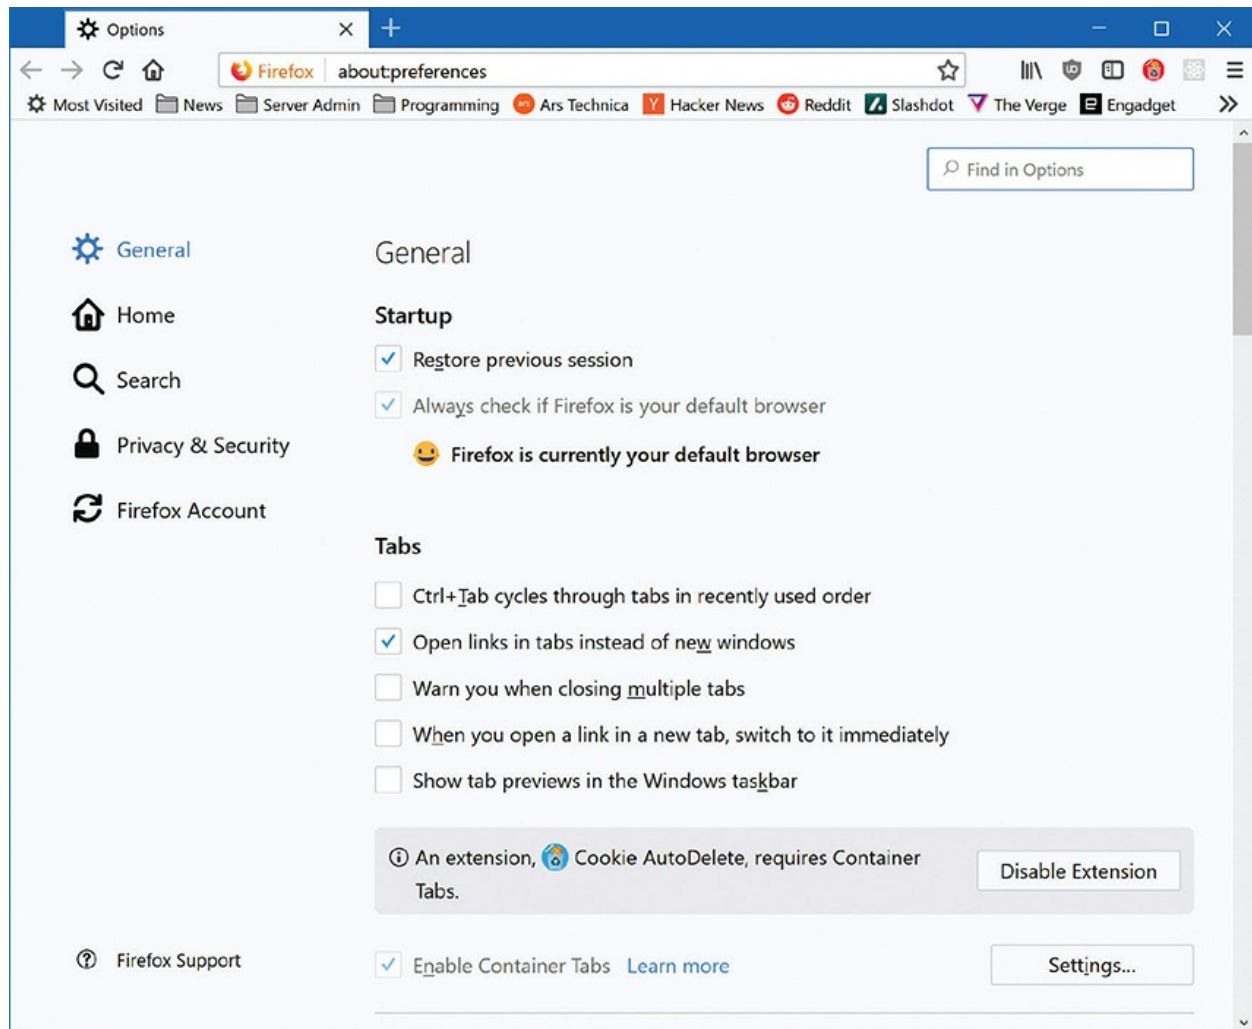 Options
Firefox about:preferences
Most Visited News Server Admin Programming Ars Technica Hacker News Reddit Slashdot The Verge Engadget
Find in Options
General
Home
Search
Privacy & Security
Firefox Account
Firefox Support
General
Startup
Restore previous session
Always check if Firefox is your default browser
Firefox is currently your default browser
Tabs
Ctrl+Tab cycles through tabs in recently used order
Open links in tabs instead of new windows
Warn you when closing multiple tabs
When you open a link in a new tab, switch to it immediately
Show tab previews in the Windows taskbar
An extension, Cookie AutoDelete, requires Container
Tabs.
Disable Extension
Enable Container Tabs Learn more
Settings...